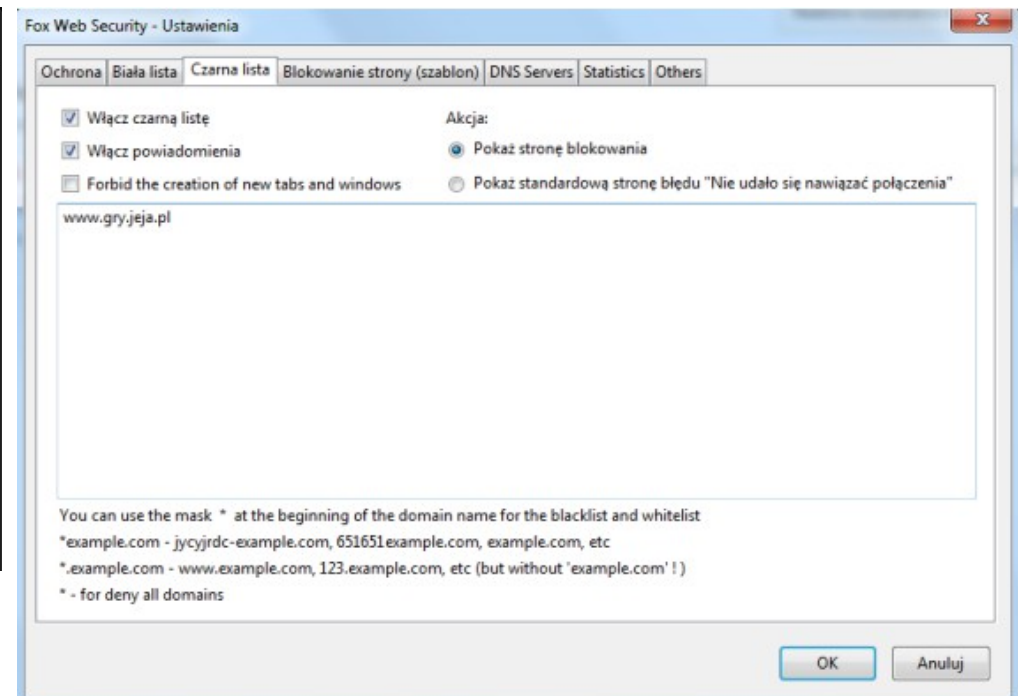 Fox Web Security - Ustawienia
Ochrona Biała lista Czarna lista Blokowanie strony (szablon) DNS Servers Statistics Others
Włącz czarną listę
Akcja:
Włącz powiadomienia
Pokaż stronę blokowania
Forbid the creation of new tabs and windows
Pokaż standardową stronę błędu "Nie udało się nawiązać połączenia"
www.gry.jeja.pl
You can use the mask * at the beginning of the domain name for the blacklist and whitelist
*example.com - jycyjrdc-example.com, 651651example.com, example.com, etc
*.example.com - www.example.com, 123.example.com, etc (but without 'example.com' ! )
* - for deny all domains
OK Anuluj